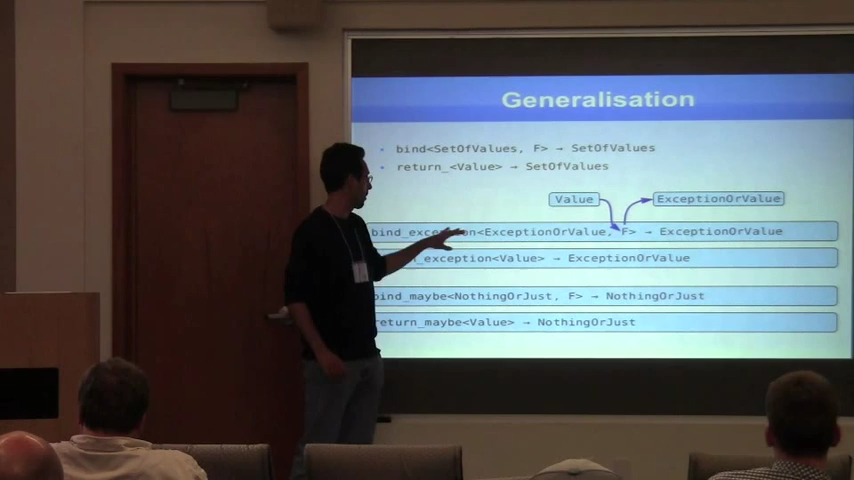 Generalisation
• bind<SetOfValues, F> → SetOfValues
• return_<Value> → SetOfValues
Value ExceptionOrValue
bind_exception<ExceptionOrValue, F> → ExceptionOrValue
_exception<Value> → ExceptionOrValue
bind_maybe<NothingOrJust, F> → NothingOrJust
return_maybe<Value> → NothingOrJust